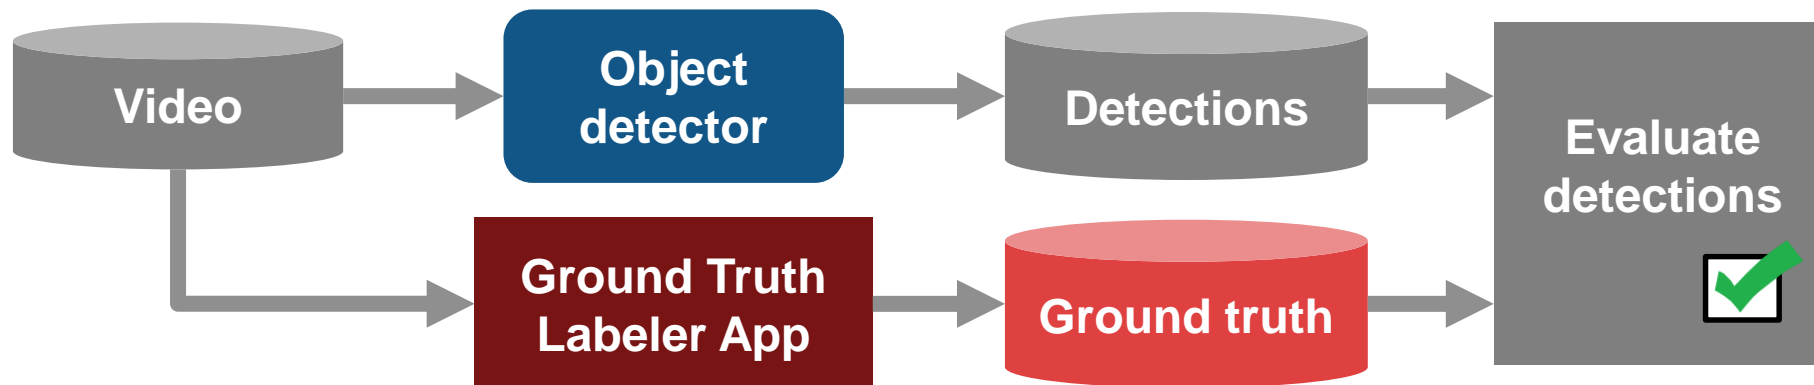 Video
Object
detector
Detections
Evaluate
detections
Ground Truth
Labeler App
Ground truth